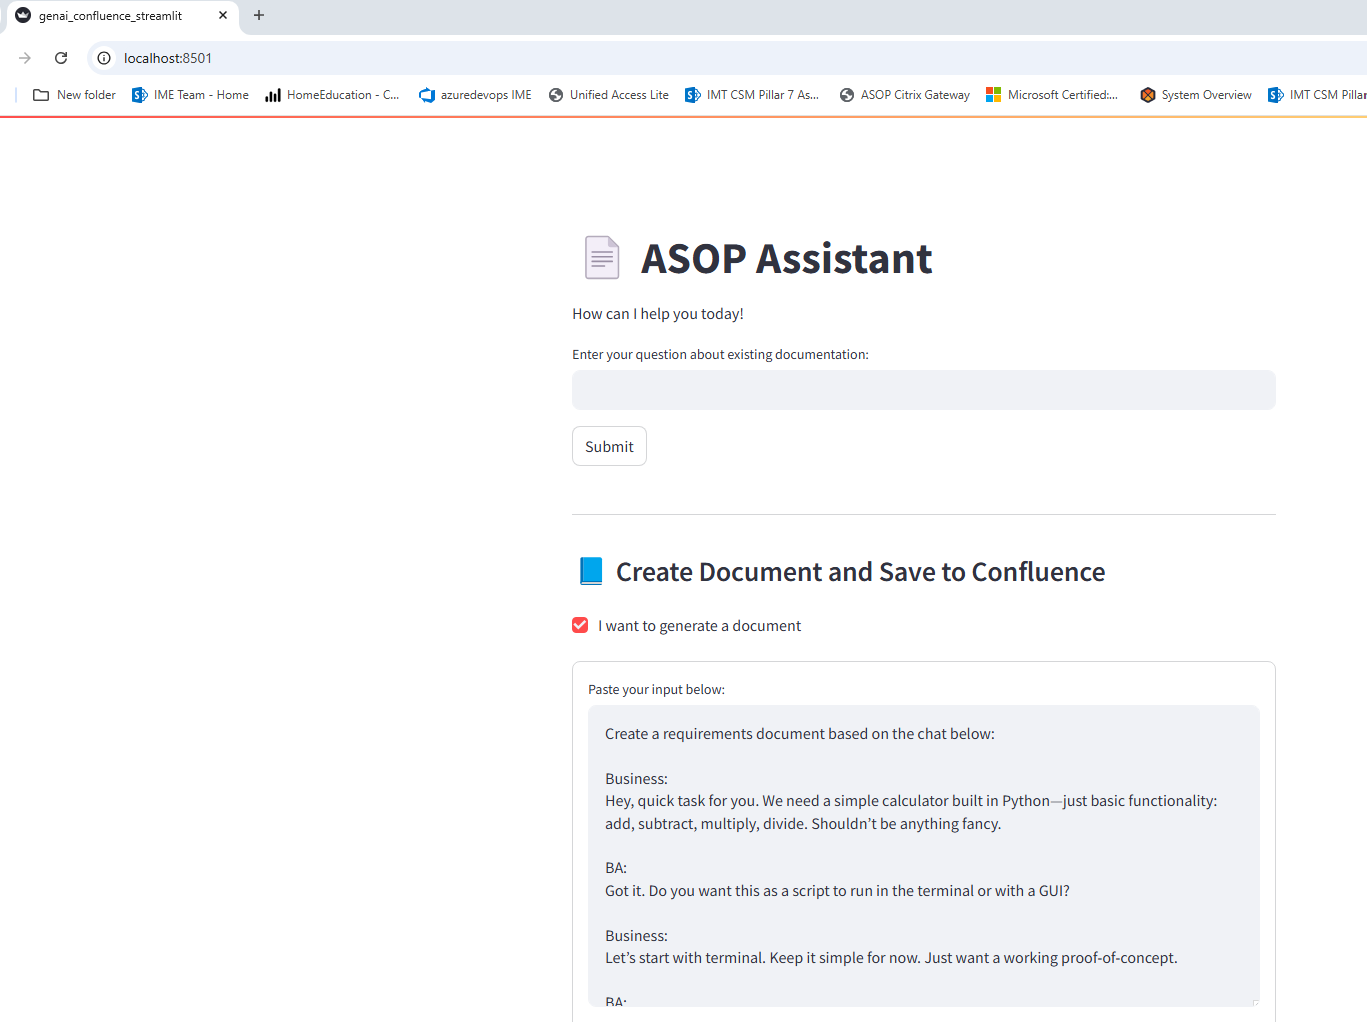 genai_confluence_streamlit
localhost:8501
New folder
IME Team - Home
HomeEducation - C...
azuredevops IME
Unified Access Lite
IMT CSM Pillar 7 As...
ASOP Citrix Gateway
Microsoft Certified:...
System Overview
IMT CSM Pillar
ASOP Assistant
How can I help you today!
Enter your question about existing documentation:
Submit
Create Document and Save to Confluence
I want to generate a document
Paste your input below:
Create a requirements document based on the chat below:
Business:
Hey, quick task for you. We need a simple calculator built in Python—just basic functionality:
add, subtract, multiply, divide. Shouldn’t be anything fancy.
BA:
Got it. Do you want this as a script to run in the terminal or with a GUI?
Business:
Let’s start with terminal. Keep it simple for now. Just want a working proof-of-concept.
BA: